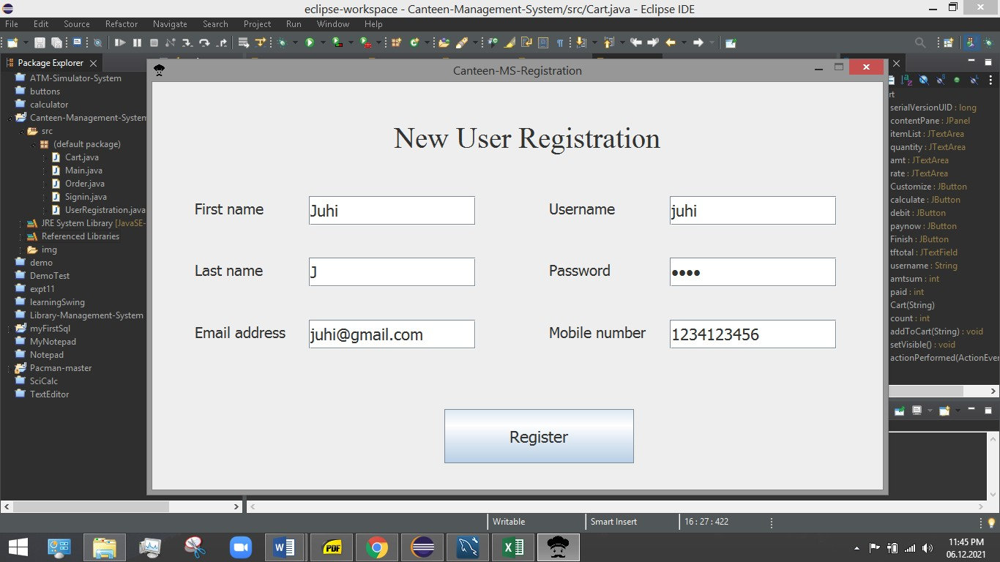 eclipse-workspace - Canteen-Management-System/src/Cart.java - Eclipse IDE
File Edit Source Refactor Navigate Search Project Run Window Help
Package Explorer
ATM-Simulator-System
buttons
calculator
Canteen-Management-System
src
(default package)
Cart.java
Main.java
Order.java
Signin.java
UserRegistration.java
JRE System Library [JavaSE-
Referenced Libraries
img
demo
DemoTest
expt11
learningSwing
Library-Management-System
myFirstSql
MyNotepad
Notepad
Pacman-master
SciCalc
TextEditor
Canteen-MS-Registration
New User Registration
First name Juhi Username juhi
Last name J Password ••••
Email address juhi@gmail.com Mobile number 1234123456
Register
rt
serialVersionUID : long
contentPane : JPanel
itemList : JTextArea
quantity : JTextArea
amt : JTextArea
rate : JTextArea
Customize : JButton
calculate : JButton
debit : JButton
paynow : JButton
Finish : JButton
tftotal : JTextField
username : String
amtsum : int
paid : int
Cart(String)
count : int
addToCart(String) : void
setVisible() : void
actionPerformed(ActionEver
Writable Smart Insert 16 : 27 : 422
PDF
11:45 PM
06.12.2021